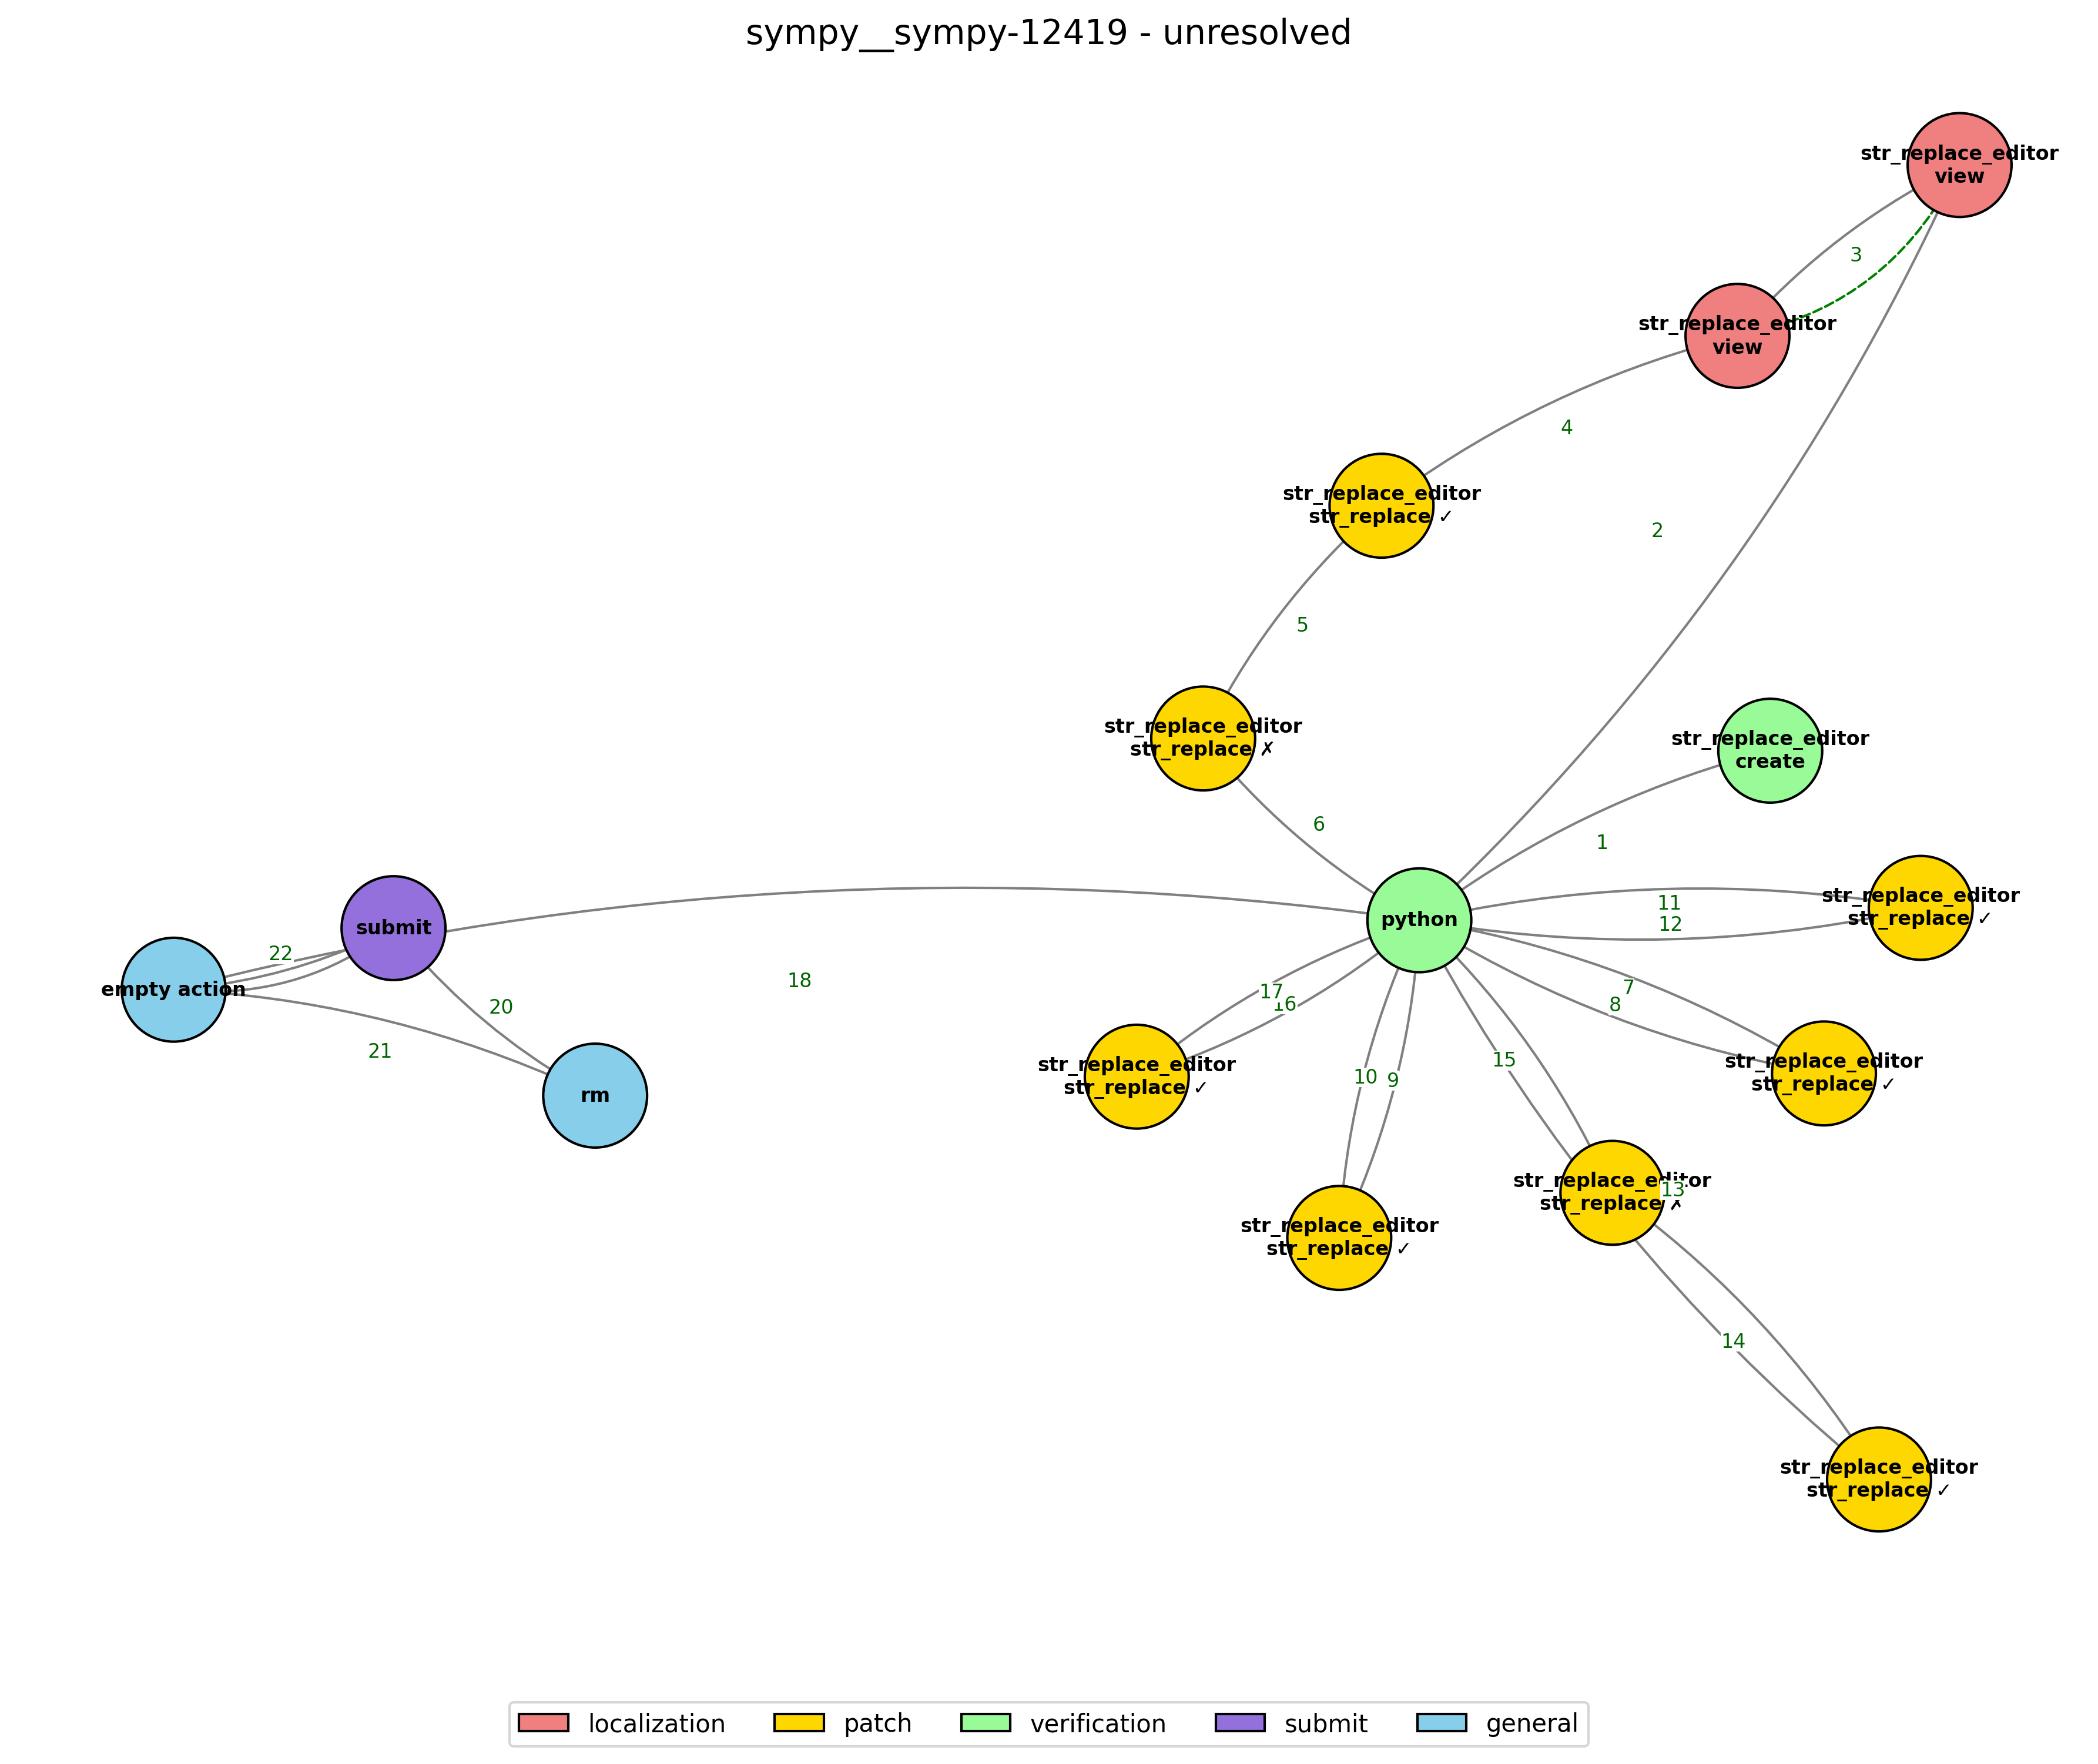 sympy__sympy-12419 - unresolved
str_replace_editor
view
3
str_replace_editor
view
4
str_replace_editor
str_replace ✓
2
5
str_replace_editor
str_replace ✗
str_replace_editor
create
6
1
str_replace_editor
str_replace ✓
11
12
python
submit
22
empty action
18
20
21
rm
17
16
7
8
str_replace_editor
str_replace ✓
str_replace_editor
str_replace ✓
10
9
15
str_replace_editor
str_replace ✗
13
str_replace_editor
str_replace ✓
14
str_replace_editor
str_replace ✓
localization
patch
verification
submit
general